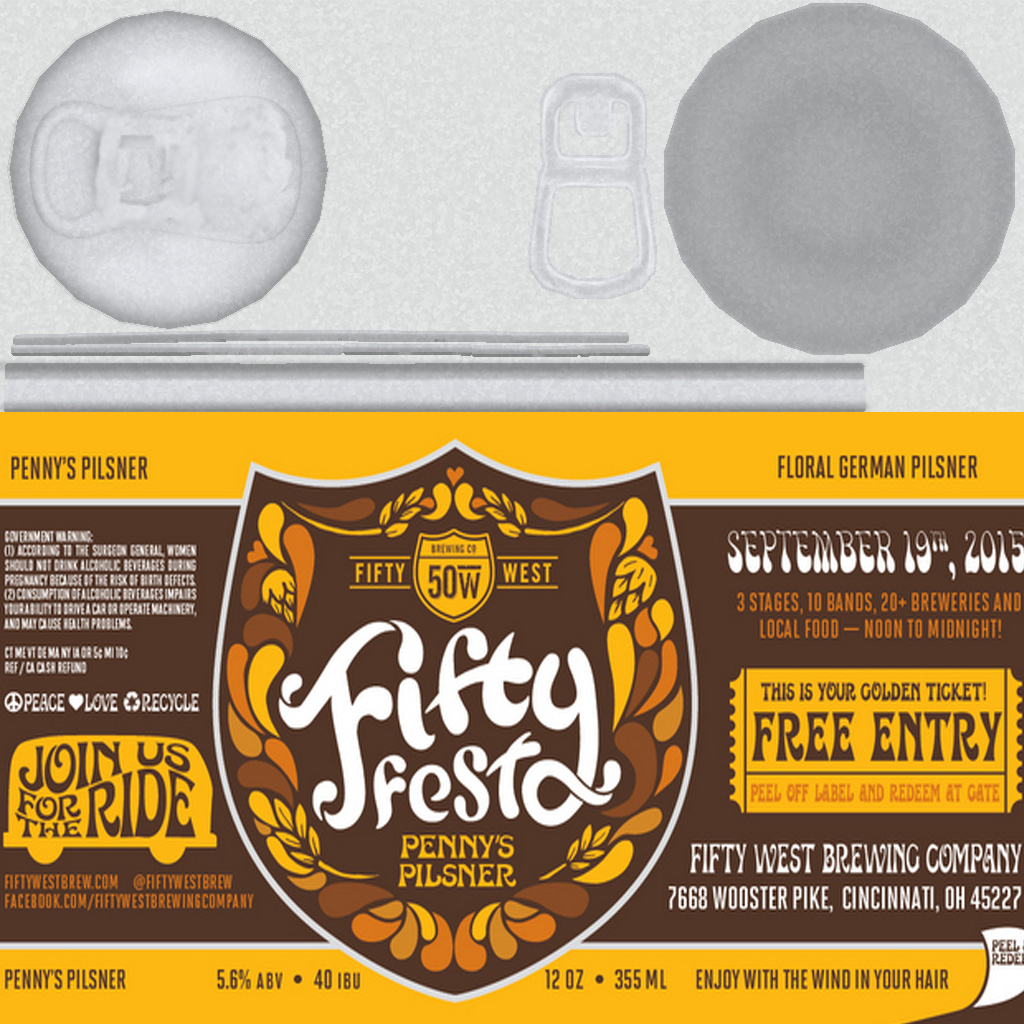 PENNY'S PILSNER
FLORAL GERMAN PILSNER
GOVERNMENT WARNING:
(1) ACCORDING TO THE SURGEON GENERAL, WOMEN
SHOULD NOT DRINK ALCOHOLIC BEVERAGES DURING
PREGNANCY BECAUSE OF THE RISK OF BIRTH DEFECTS.
(2) CONSUMPTION OF ALCOHOLIC BEVERAGES IMPAIRS
YOUR ABILITY TO DRIVE A CAR OR OPERATE MACHINERY,
AND MAY CAUSE HEALTH PROBLEMS.
CT ME VT DE MA NY IA OR 5¢ MI 10¢
REF / CA CASH REFUND
PEACE LOVE RECYCLE
JOIN US
FOR
THE RIDE
FIFTYWESTBREW.COM @FIFTYWESTBREW
FACEBOOK.COM/FIFTYWESTBREWINGCOMPANY
BREWING CO
FIFTY 50W WEST
Fifty
festa
PENNY'S
PILSNER
SEPTEMBER 19TH, 2015
3 STAGES, 10 BANDS, 20+ BREWERIES AND
LOCAL FOOD — NOON TO MIDNIGHT!
THIS IS YOUR GOLDEN TICKET!
FREE ENTRY
PEEL OFF LABEL AND REDEEM AT GATE
FIFTY WEST BREWING COMPANY
7668 WOOSTER PIKE, CINCINNATI, OH 45227
PEEL
PENNY'S PILSNER
5.6% ABV • 40 IBU
12 OZ • 355 ML
ENJOY WITH THE WIND IN YOUR HAIR